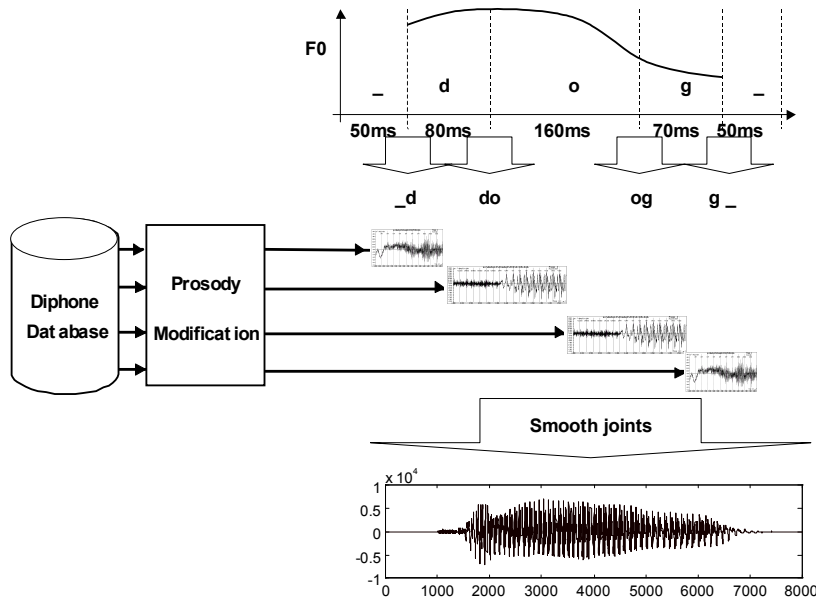 F0
_ d o g _
50ms 80ms 160ms 70ms 50ms
_d do og g _
Diphone
Dat abase
Prosody
Modificat ion
Smooth joints
x 10^4
1
0.5
0
-0.5
-1
0 1000 2000 3000 4000 5000 6000 7000 8000